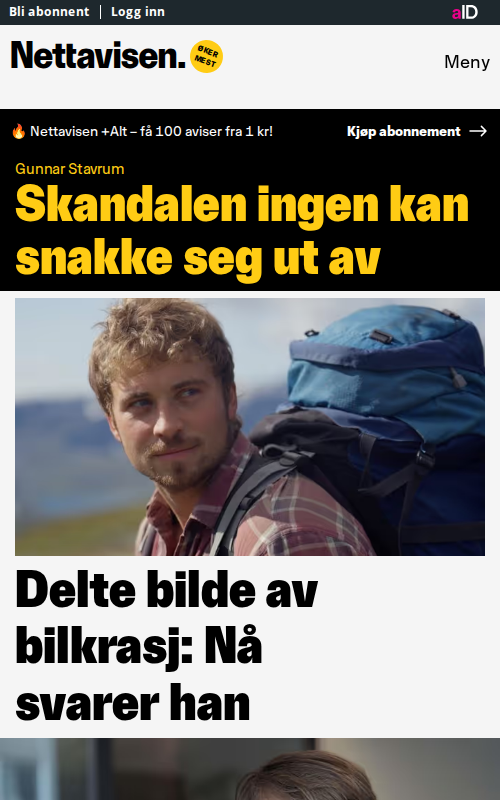 Bli abonnent | Logg inn
aID
Nettavisen.
ØKER
MEST
Meny
🔥 Nettavisen +Alt – få 100 aviser fra 1 kr!
Kjøp abonnement →
Gunnar Stavrum
Skandalen ingen kan
snakke seg ut av
Delte bilde av
bilkrasj: Nå
svarer han